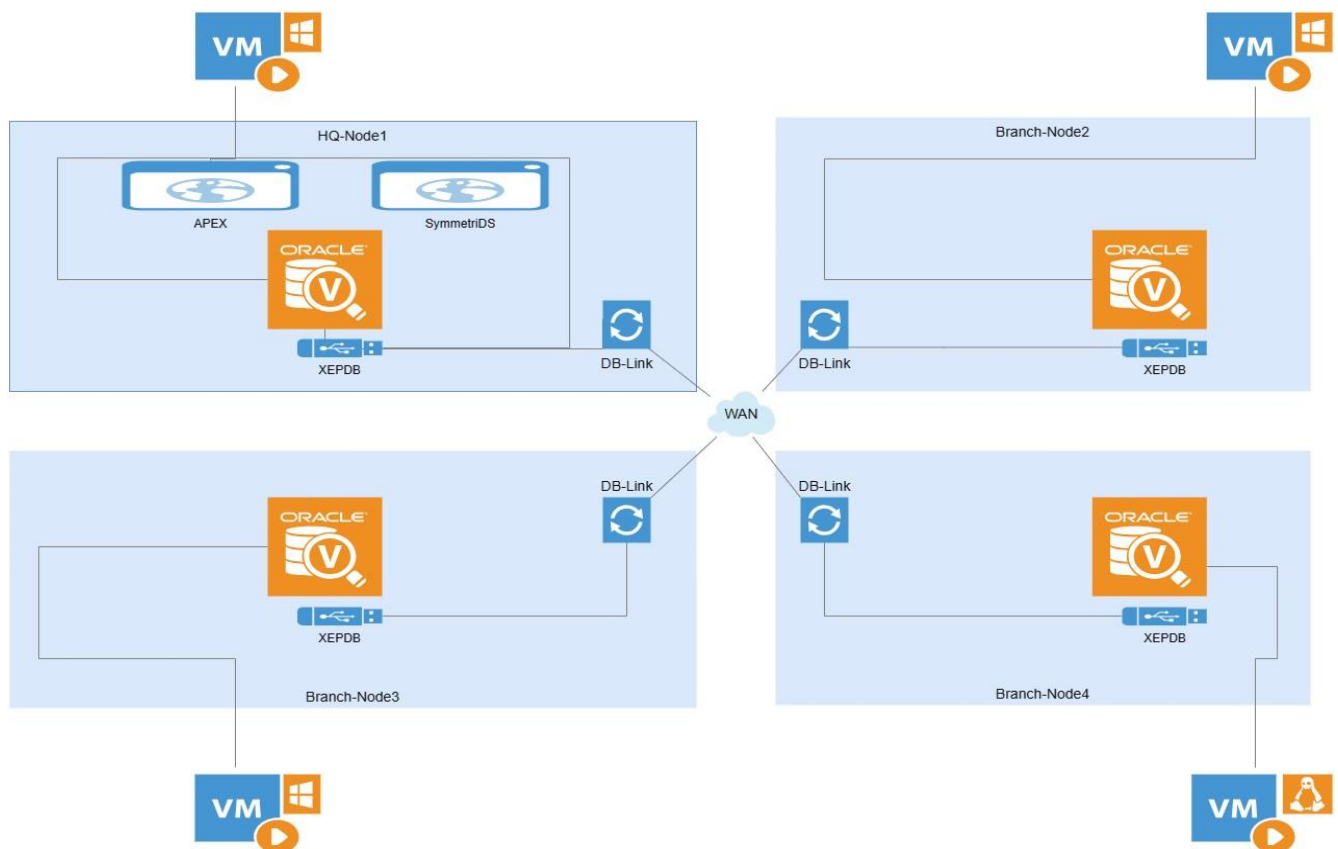 VM
VM
HQ-Node1
Branch-Node2
APEX
SymmetriDS
ORACLE
V
ORACLE
V
XEPDB
DB-Link
DB-Link
XEPDB
WAN
DB-Link
DB-Link
ORACLE
V
ORACLE
V
XEPDB
XEPDB
Branch-Node3
Branch-Node4
VM
VM